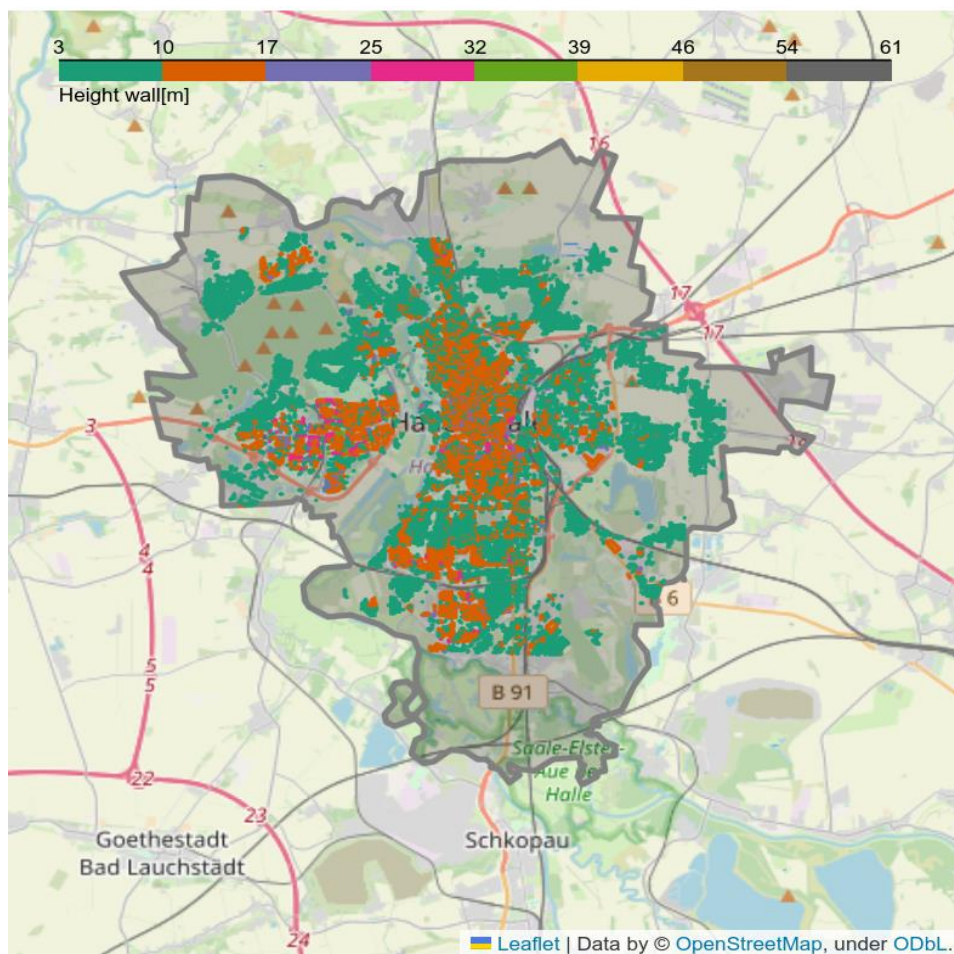 3 10 17 25 32 39 46 54 61
Height wall[m]
16
17
17
3
Ha
4
4
6
5
5
B 91
Saale-Elster-
Aue be
Halle
22
23
Goethestadt
Bad Lauchstädt
Schkopau
24
Leaflet | Data by © OpenStreetMap, under ODbL.